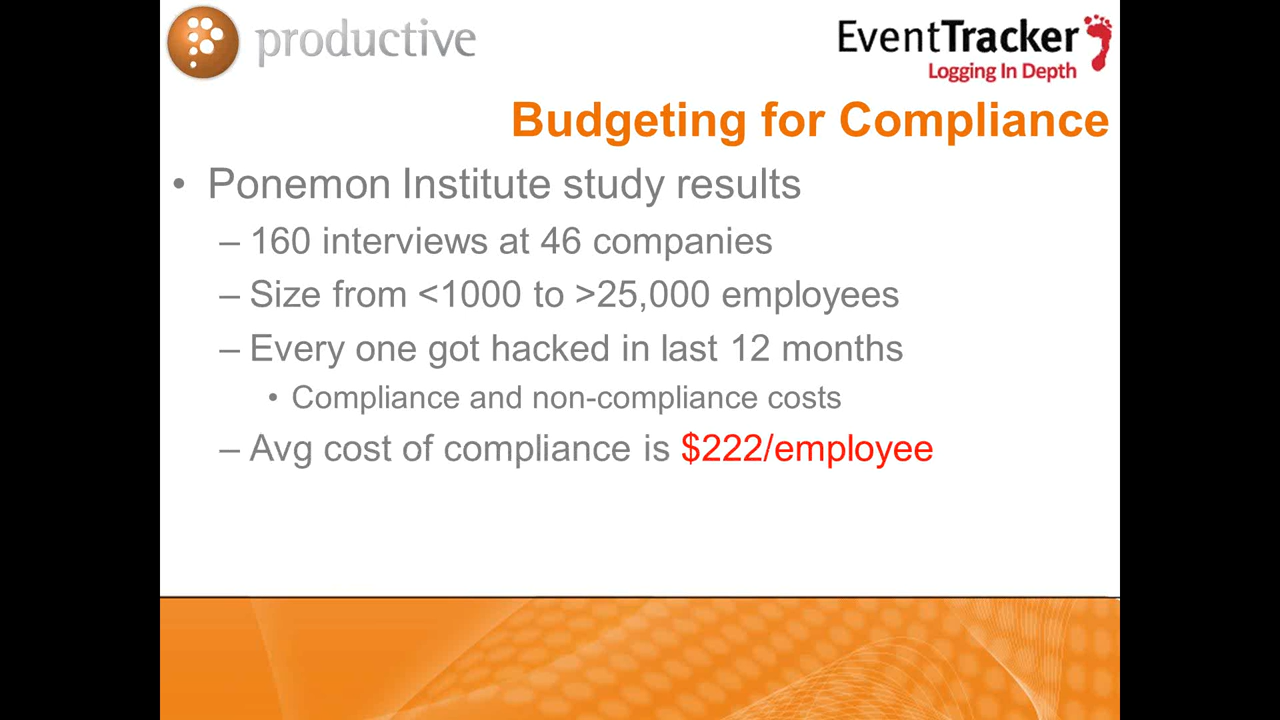 productive
EventTracker
Logging In Depth
Budgeting for Compliance
• Ponemon Institute study results
– 160 interviews at 46 companies
– Size from <1000 to >25,000 employees
– Every one got hacked in last 12 months
• Compliance and non-compliance costs
– Avg cost of compliance is $222/employee